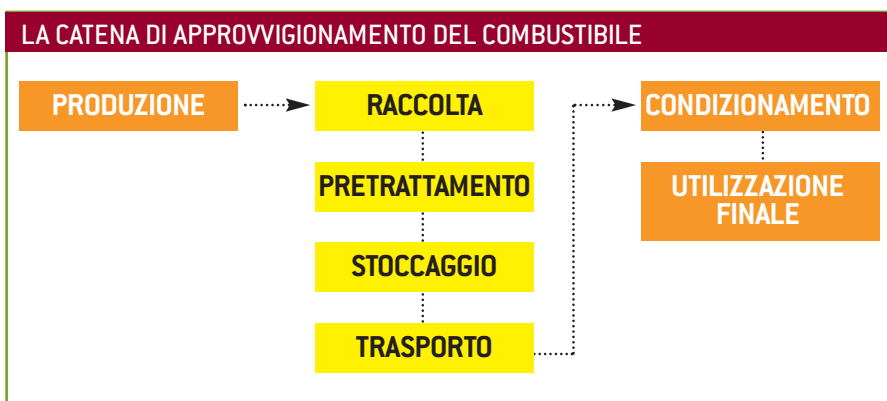 LA CATENA DI APPROVVIGIONAMENTO DEL COMBUSTIBILE
PRODUZIONE
RACCOLTA
PRETRATTAMENTO
STOCCAGGIO
TRASPORTO
CONDIZIONAMENTO
UTILIZZAZIONE
FINALE